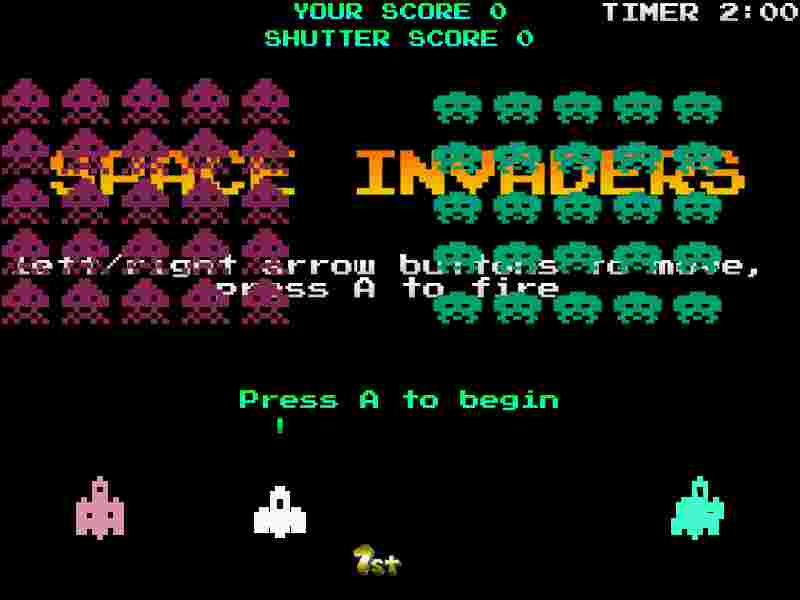 YOUR SCORE 0
TIMER 2:00
SHUTTER SCORE 0
SPACE INVADERS
Left/right arrow buttons to move,
press A to fire
Press A to begin
!
1st